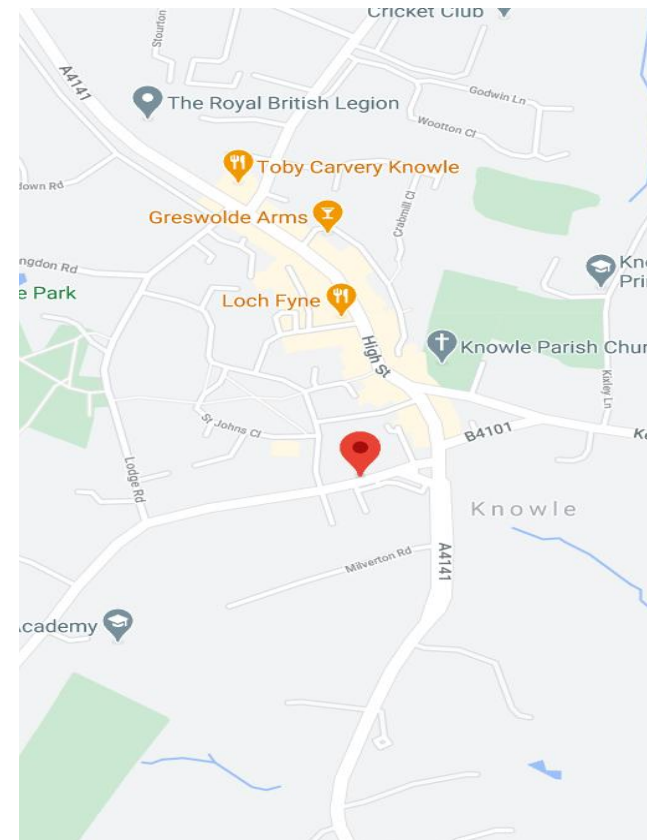 Cricket Club
Stourton
A4141
The Royal British Legion
Godwin Ln
Wootton Cl
Toby Carvery Knowle
down Rd
Greswolde Arms
Crabmill Cl
ngdon Rd
Kno
Pri
e Park
Loch Fyne
High St
Knowle Parish Chur
Kixley Ln
St Johns Cl
B4101
Ke
Lodge Rd
Knowle
A4141
Milverton Rd
cademy